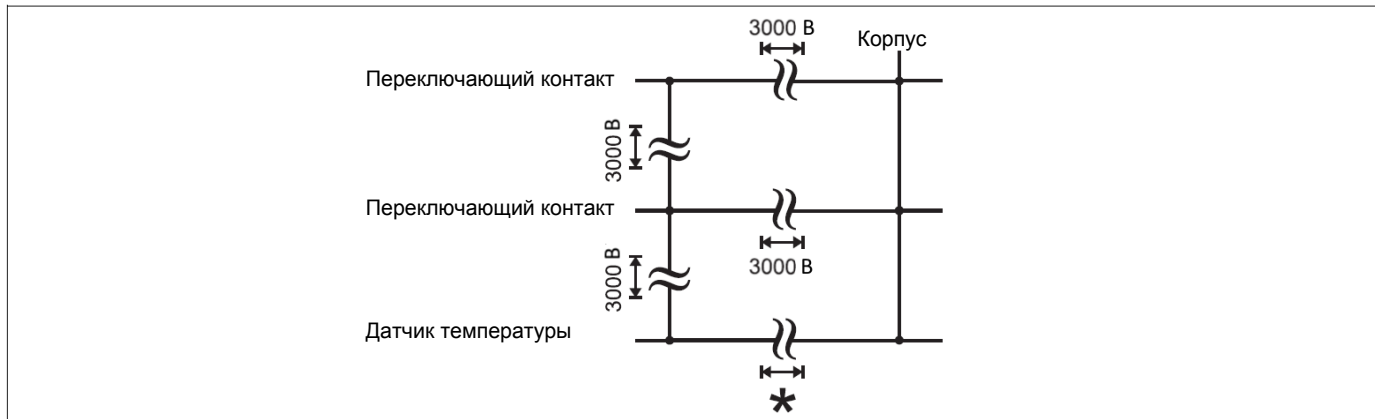 3000 В
Корпус
Переключающий контакт
3000 В
Переключающий контакт
3000 В
3000 В
Датчик температуры
*